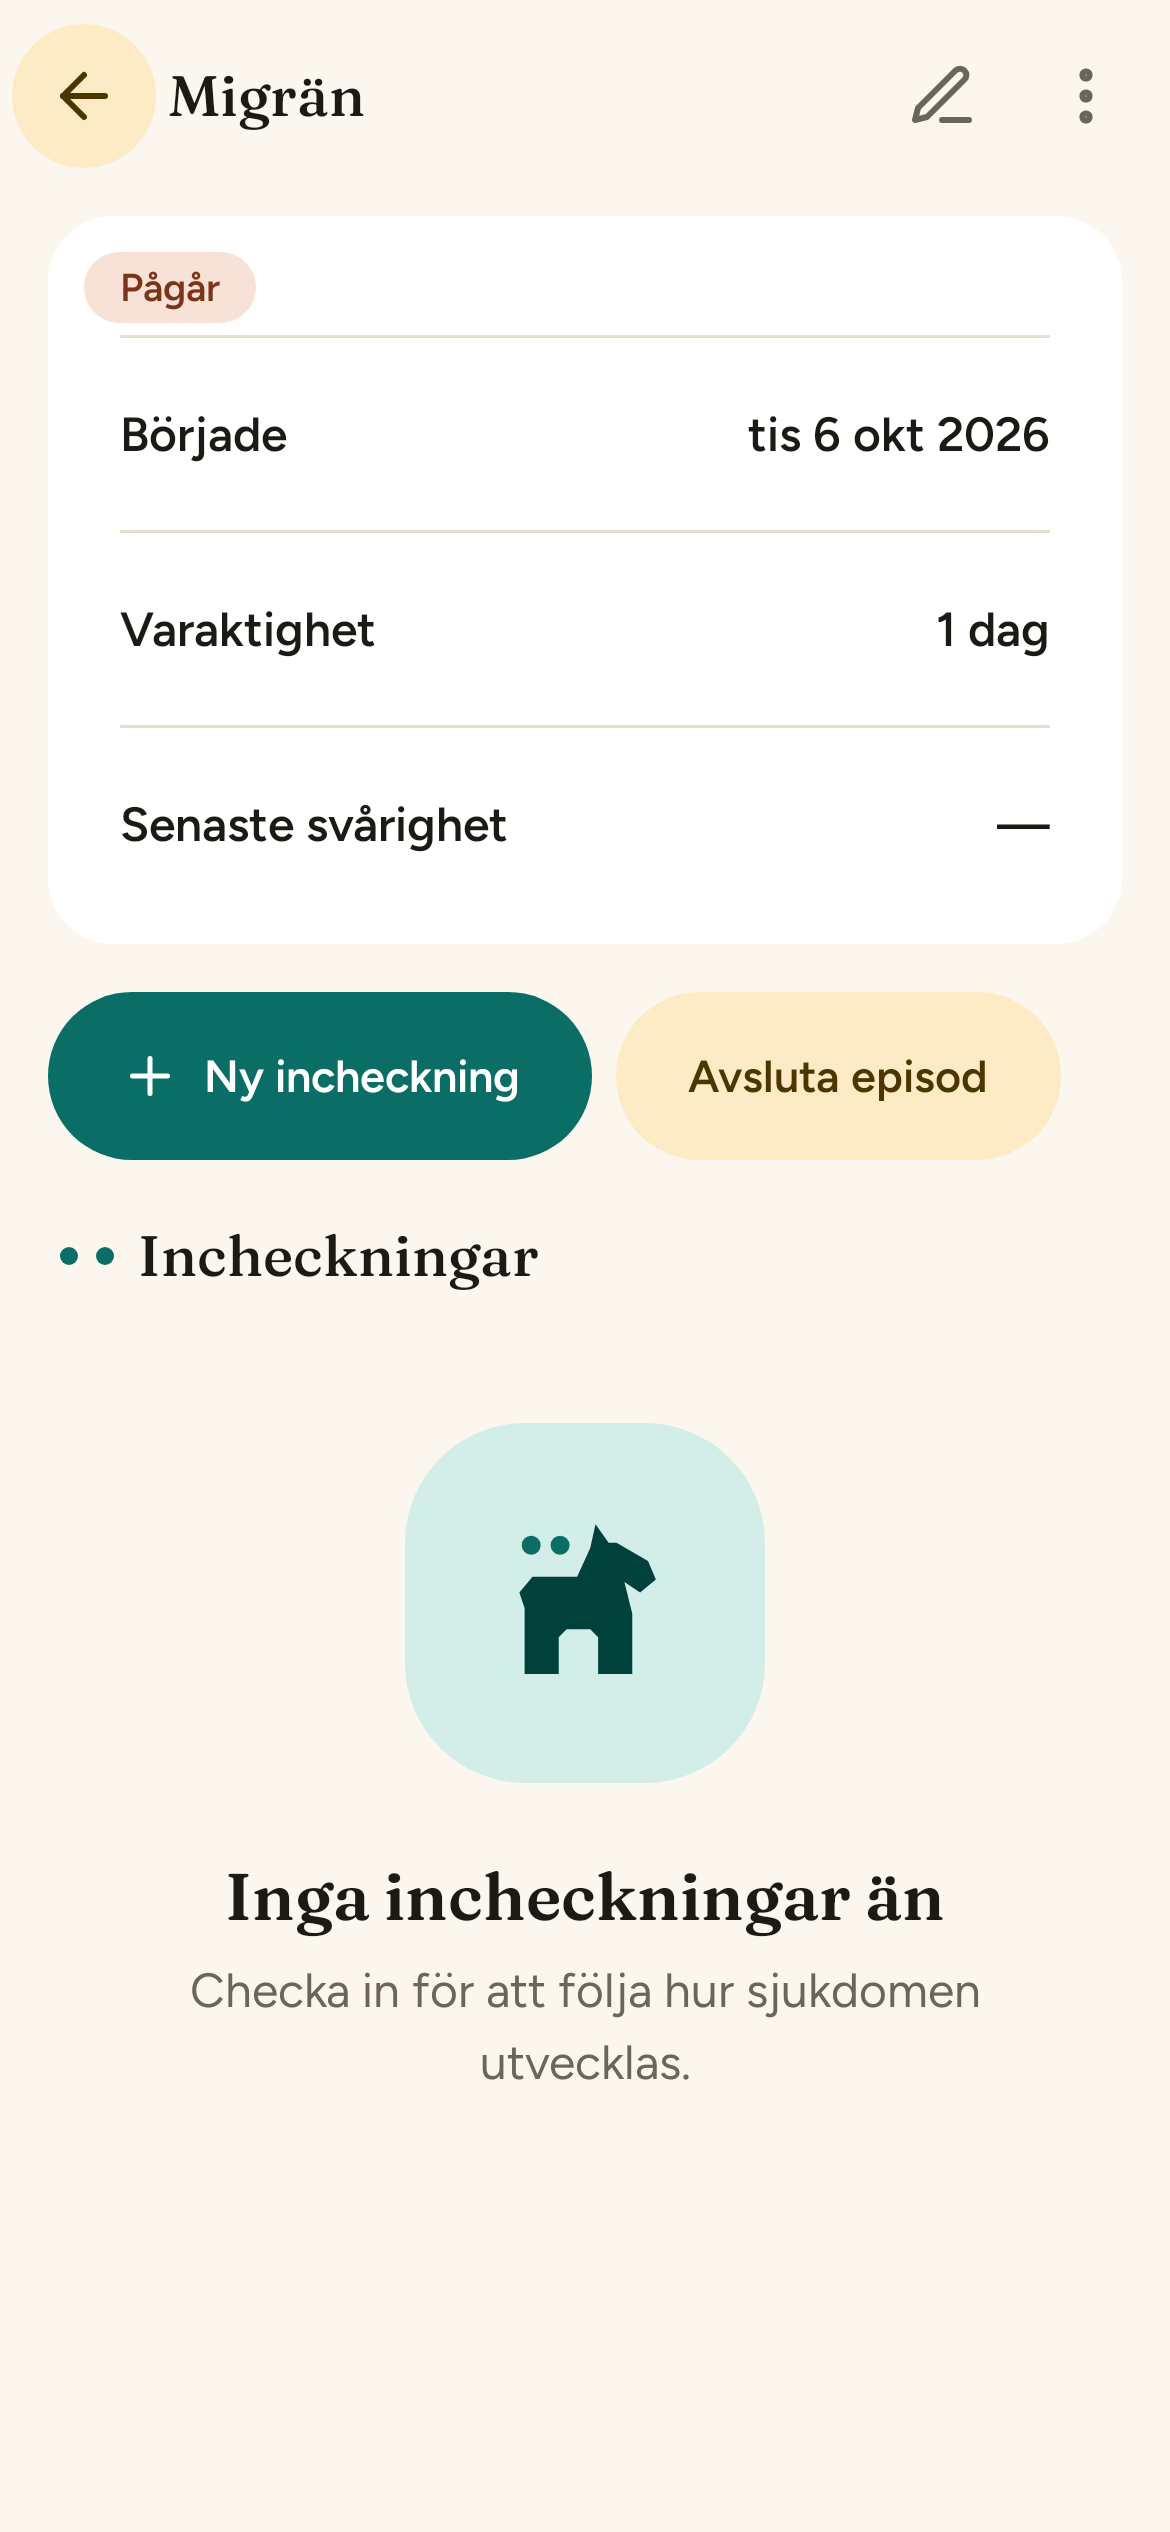 Migrän
Pågår
Började
tis 6 okt 2026
Varaktighet
1 dag
Senaste svårighet
—
Ny incheckning
Avsluta episod
Incheckningar
Inga incheckningar än
Checka in för att följa hur sjukdomen
utvecklas.